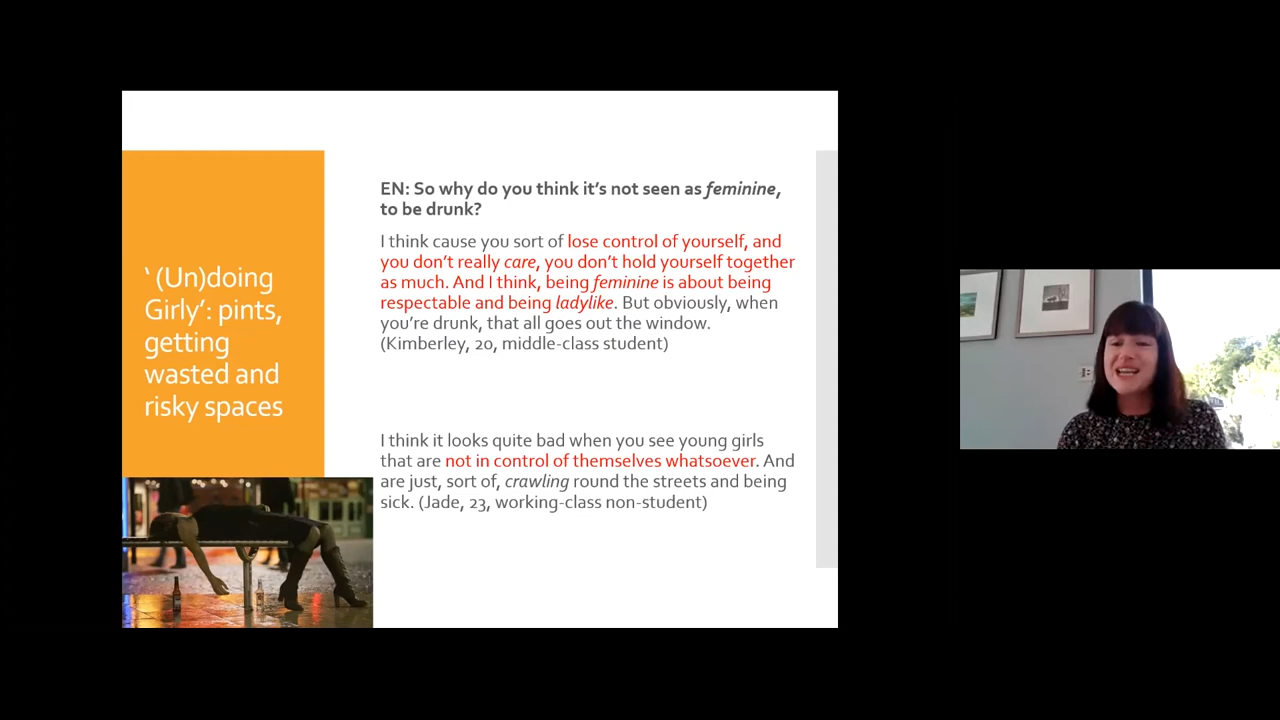 ‘ (Un)doing
Girly’: pints,
getting
wasted and
risky spaces
EN: So why do you think it’s not seen as feminine,
to be drunk?
I think cause you sort of lose control of yourself, and
you don’t really care, you don’t hold yourself together
as much. And I think, being feminine is about being
respectable and being ladylike. But obviously, when
you’re drunk, that all goes out the window.
(Kimberley, 20, middle-class student)
I think it looks quite bad when you see young girls
that are not in control of themselves whatsoever. And
are just, sort of, crawling round the streets and being
sick. (Jade, 23, working-class non-student)